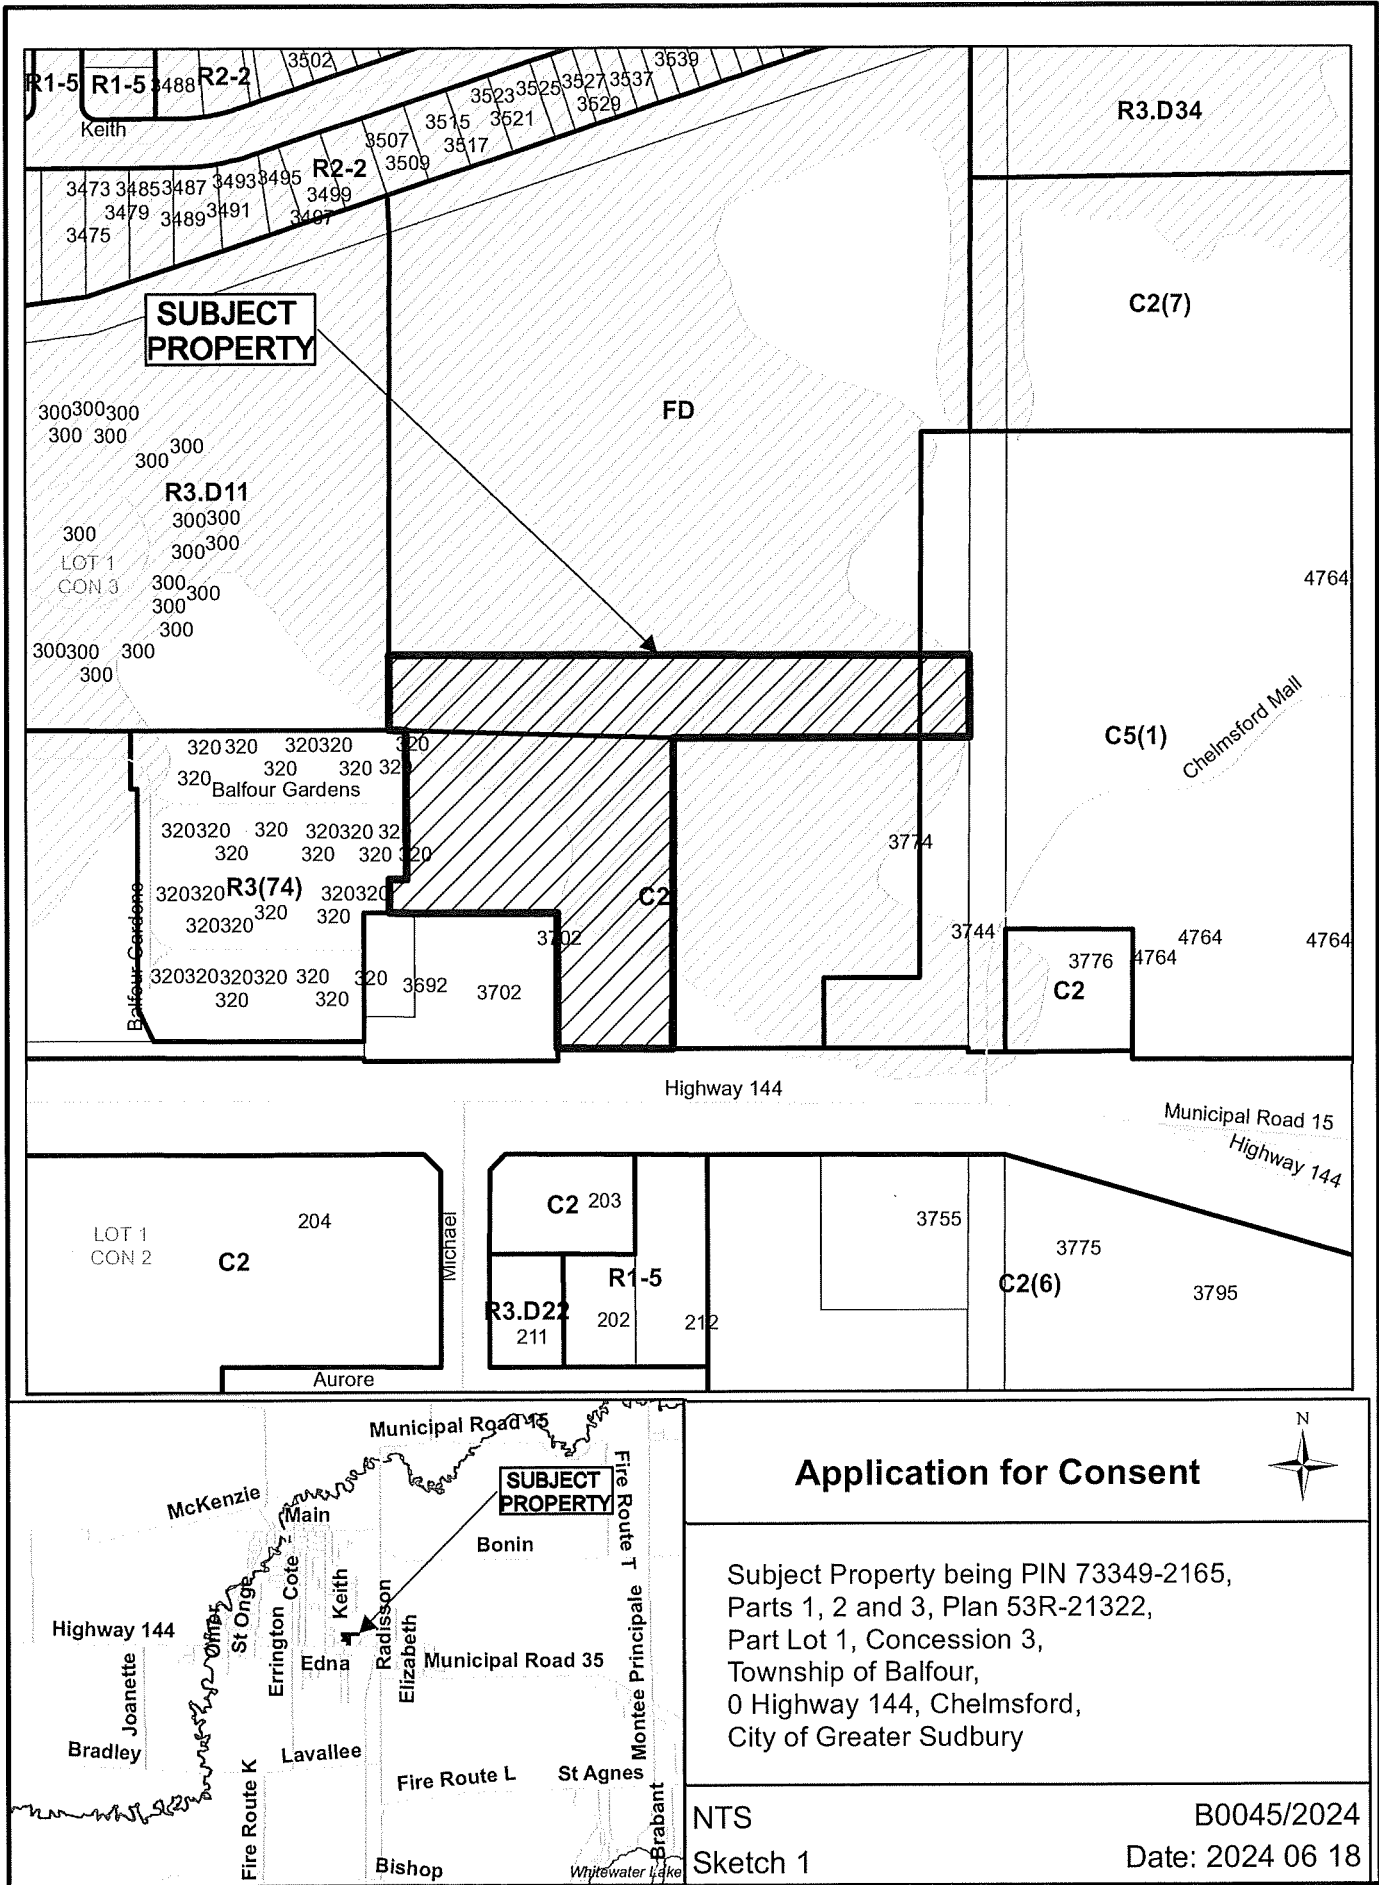 R1-5 R1-5 3488 R2-2 3502
Keith
3539
3523 3525 3527 3537
3529
3515 3521
3507 3517
3509
R2-2
3473 3485 3487 3493 3495
3499
3479 3489 3491 3497
3475
R3.D34
C2(7)
SUBJECT
PROPERTY
FD
300 300 300
300 300
300
300
R3.D11
300 300
300
300 300
LOT 1
CON 3
300 300
300
300
300 300 300
300
4764
C5(1)
Chelmsford Mall
320 320 320 320 320
320 320 320
320
Balfour Gardens
320 320 320 320 320 320
320 320 320 320
320 320 R3(74) 320 320
320
320 320 320
320 320 320 320 320 320
320 320
Balfour Gardens
3692 3702
3702
C2
3774
3744
3776
C2
4764
4764
4764
Highway 144
Municipal Road 15
Highway 144
LOT 1
CON 2
204
C2
Michael
C2 203
R1-5
R3.D22
211
202
212
3755
3775
C2(6)
3795
Aurore
Municipal Road 15
SUBJECT
PROPERTY
McKenzie
Main
Bonin
Fire Route T
Cote
Keith
St Onge
Omer
Errington
Radisson
Elizabeth
Highway 144
Edna
Municipal Road 35
Joanette
Montee Principale
Bradley
Lavallee
Fire Route K
Fire Route L
St Agnes
Brabant
Bishop
Whitewater Lake
N
Application for Consent
Subject Property being PIN 73349-2165,
Parts 1, 2 and 3, Plan 53R-21322,
Part Lot 1, Concession 3,
Township of Balfour,
0 Highway 144, Chelmsford,
City of Greater Sudbury
NTS
B0045/2024
Sketch 1
Date: 2024 06 18